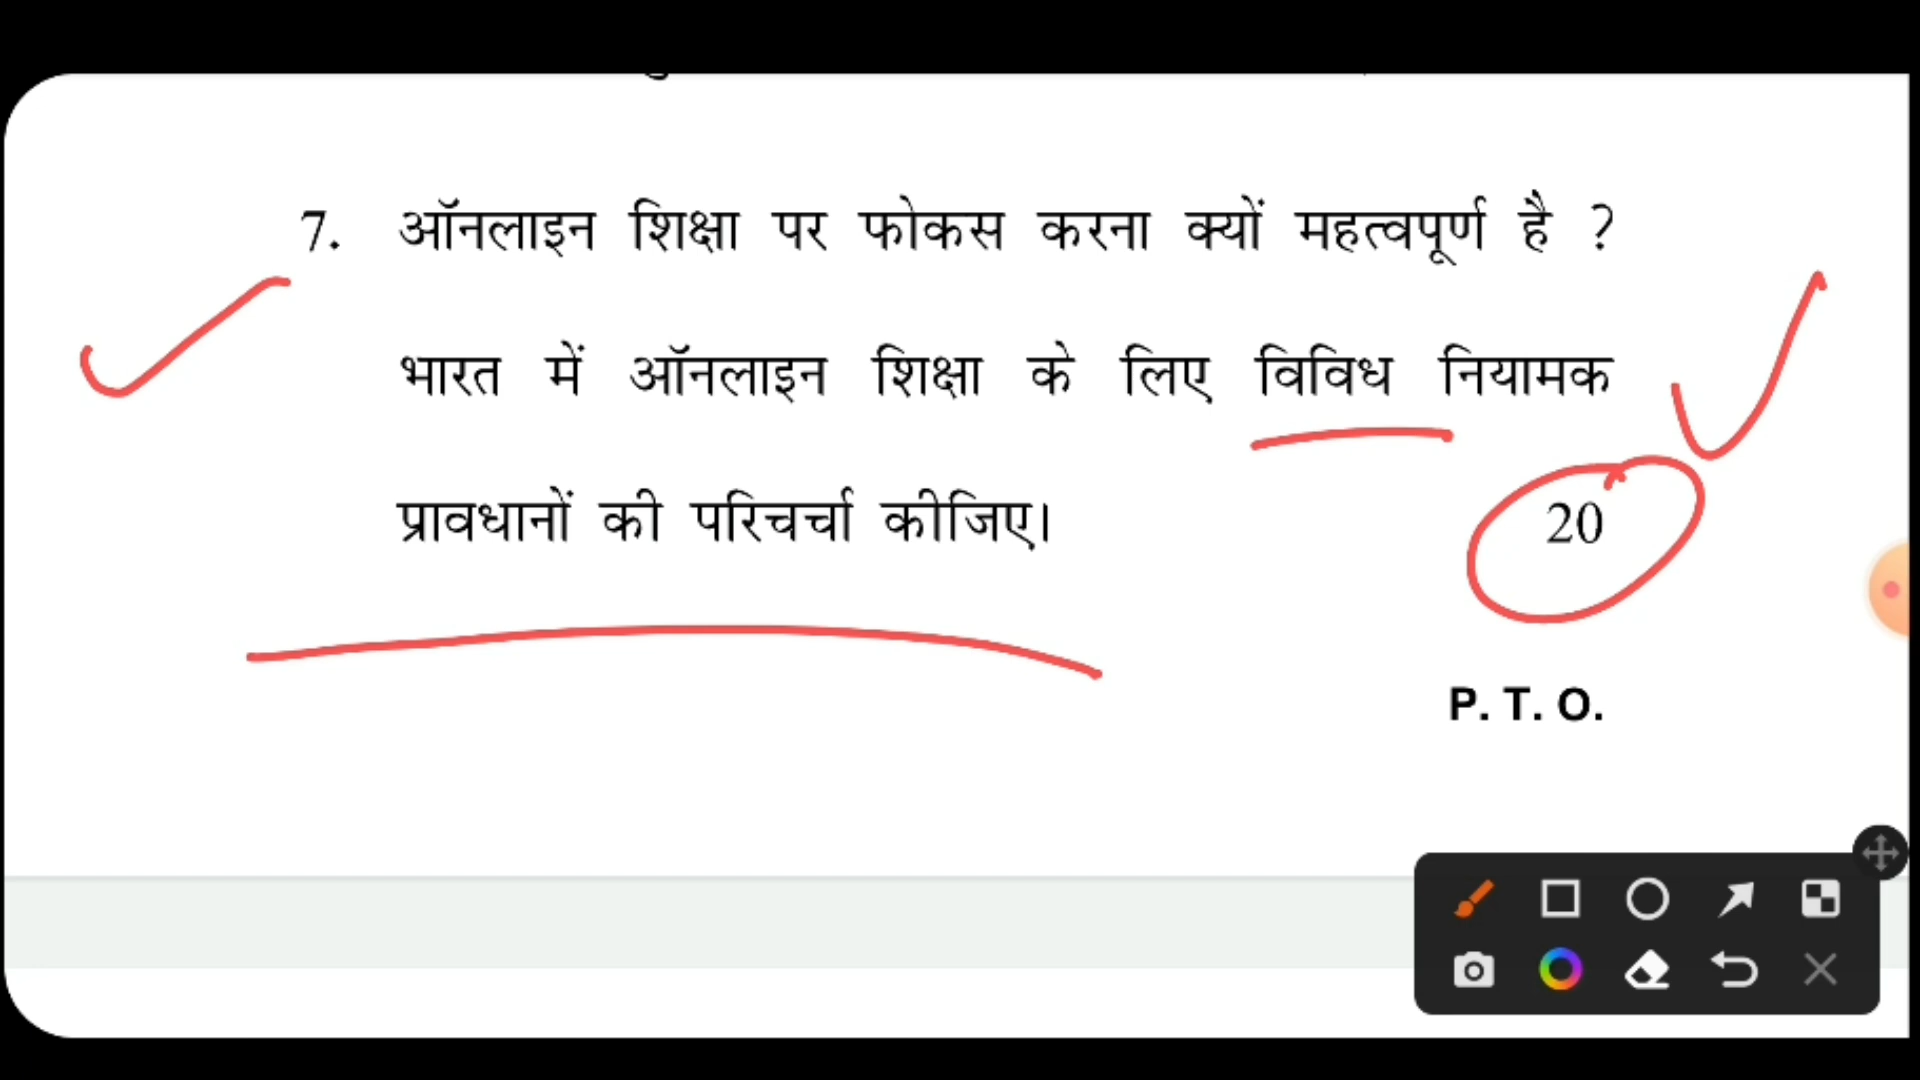 7. ऑनलाइन शिक्षा पर फोकस करना क्यों महत्वपूर्ण है ?
भारत में ऑनलाइन शिक्षा के लिए विविध नियामक
प्रावधानों की परिचर्चा कीजिए। 20
P. T. O.